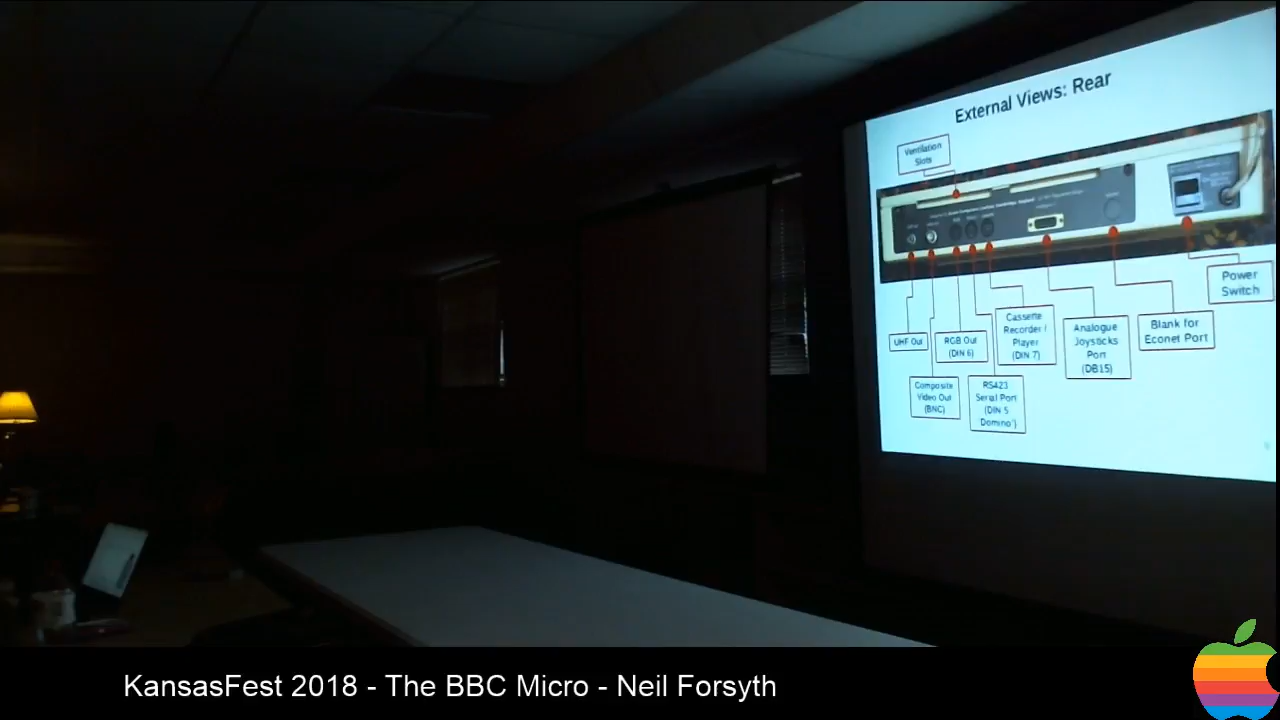 External Views: Rear
Ventilation
Slots
Power
Switch
UHF Out
RGB Out
(DIN 6)
Cassette
Recorder /
Player
(DIN 7)
Analogue
Joysticks
Port
(DB15)
Blank for
Econet Port
Composite
Video Out
(BNC)
RS423
Serial Port
(DIN 5
Domino')
KansasFest 2018 - The BBC Micro - Neil Forsyth